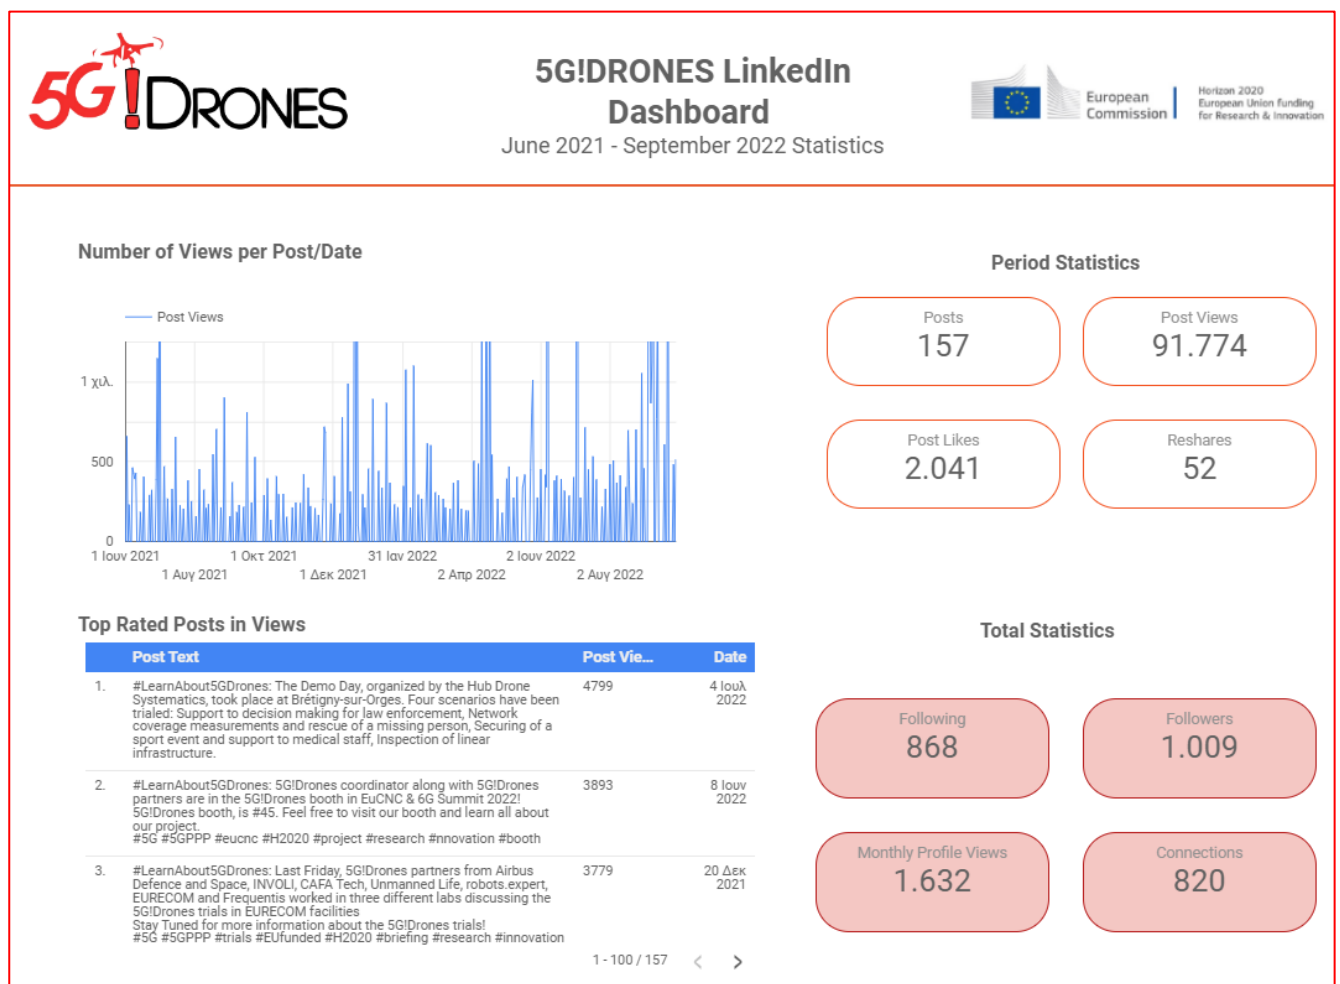 5G!DRONES
5G!DRONES LinkedIn
Dashboard
June 2021 - September 2022 Statistics
European
Commission
Horizon 2020
European Union funding
for Research & Innovation
Number of Views per Post/Date
Post Views
1 χιλ.
500
0
1 Ιουν 2021
1 Οκτ 2021
31 Ιαν 2022
2 Ιουν 2022
1 Αυγ 2021
1 Δεκ 2021
2 Απρ 2022
2 Αυγ 2022
Period Statistics
Posts
157
Post Views
91.774
Post Likes
2.041
Reshares
52
Top Rated Posts in Views
Post Text Post Vie... Date
1. #LearnAbout5GDrones: The Demo Day, organized by the Hub Drone 4799 4 Ιουλ
Systematics, took place at Brétigny-sur-Orges. Four scenarios have been 2022
trialed: Support to decision making for law enforcement, Network
coverage measurements and rescue of a missing person, Securing of a
sport event and support to medical staff, Inspection of linear
infrastructure.
2. #LearnAbout5GDrones: 5G!Drones coordinator along with 5G!Drones 3893 8 Ιουν
partners are in the 5G!Drones booth in EuCNC & 6G Summit 2022! 2022
5G!Drones booth, is #45. Feel free to visit our booth and learn all about
our project.
#5G #5GPPP #eucnc #H2020 #project #research #nnovation #booth
3. #LearnAbout5GDrones: Last Friday, 5G!Drones partners from Airbus 3779 20 Δεκ
Defence and Space, INVOLI, CAFA Tech, Unmanned Life, robots.expert, 2021
EURECOM and Frequentis worked in three different labs discussing the
5G!Drones trials in EURECOM facilities
Stay Tuned for more information about the 5G!Drones trials!
#5G #5GPPP #trials #EUfunded #H2020 #briefing #research #innovation
1 - 100 / 157
Total Statistics
Following
868
Followers
1.009
Monthly Profile Views
1.632
Connections
820